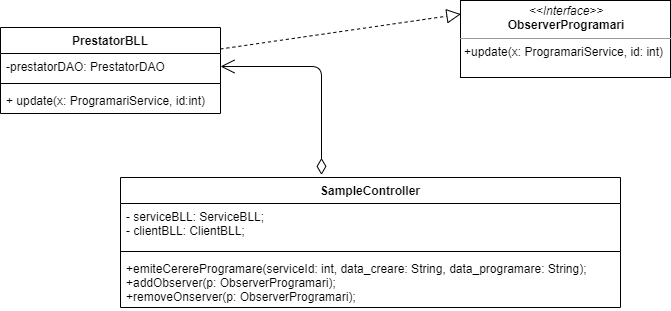 <<Interface>>
ObserverProgramari
+update(x: ProgramariService, id: int)
PrestatorBLL
-prestatorDAO: PrestatorDAO
+ update(x: ProgramariService, id:int)
SampleController
- serviceBLL: ServiceBLL;
- clientBLL: ClientBLL;
+emiteCerereProgramare(serviceId: int, data_creare: String, data_programare: String);
+addObserver(p: ObserverProgramari);
+removeOnserver(p: ObserverProgramari);